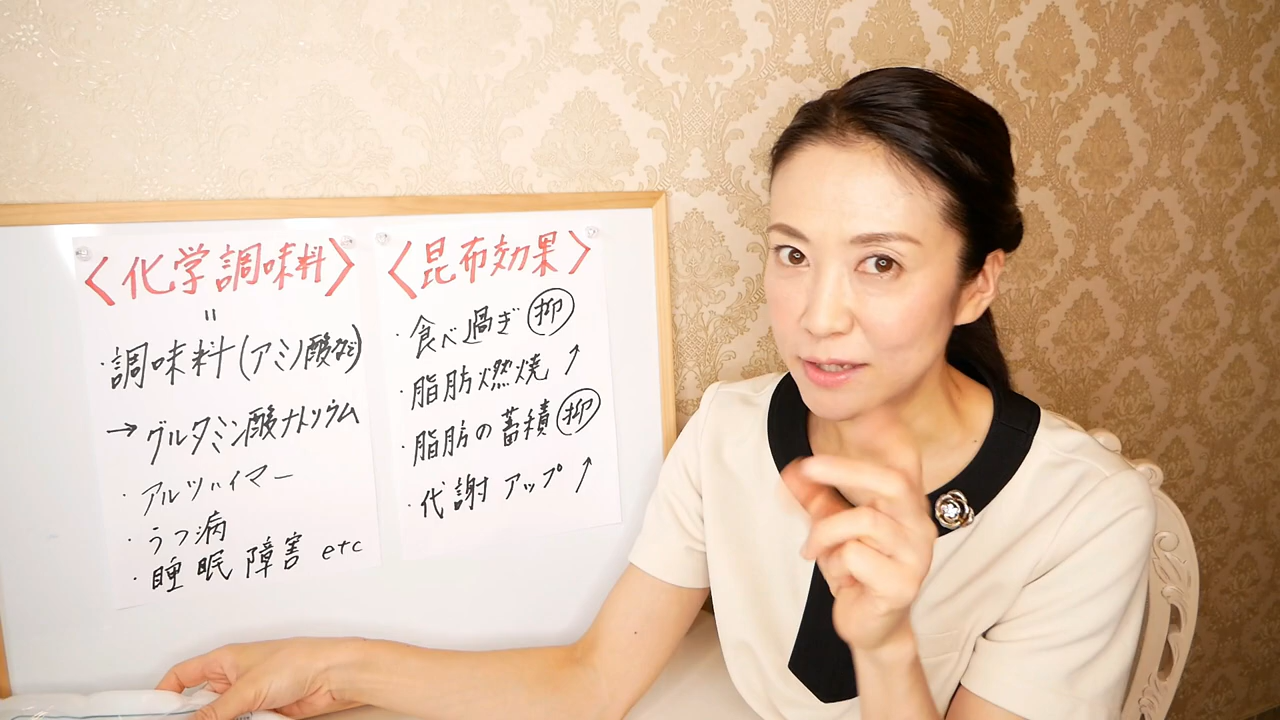 〈化学調味料〉
〃
・調味料(アミノ酸など)
→グルタミン酸ナトリウム
・アルツハイマー
・うつ病
・睡眠障害 etc
〈昆布効果〉
・食べ過ぎ抑
・脂肪燃焼↑
・脂肪の蓄積抑
・代謝アップ↑